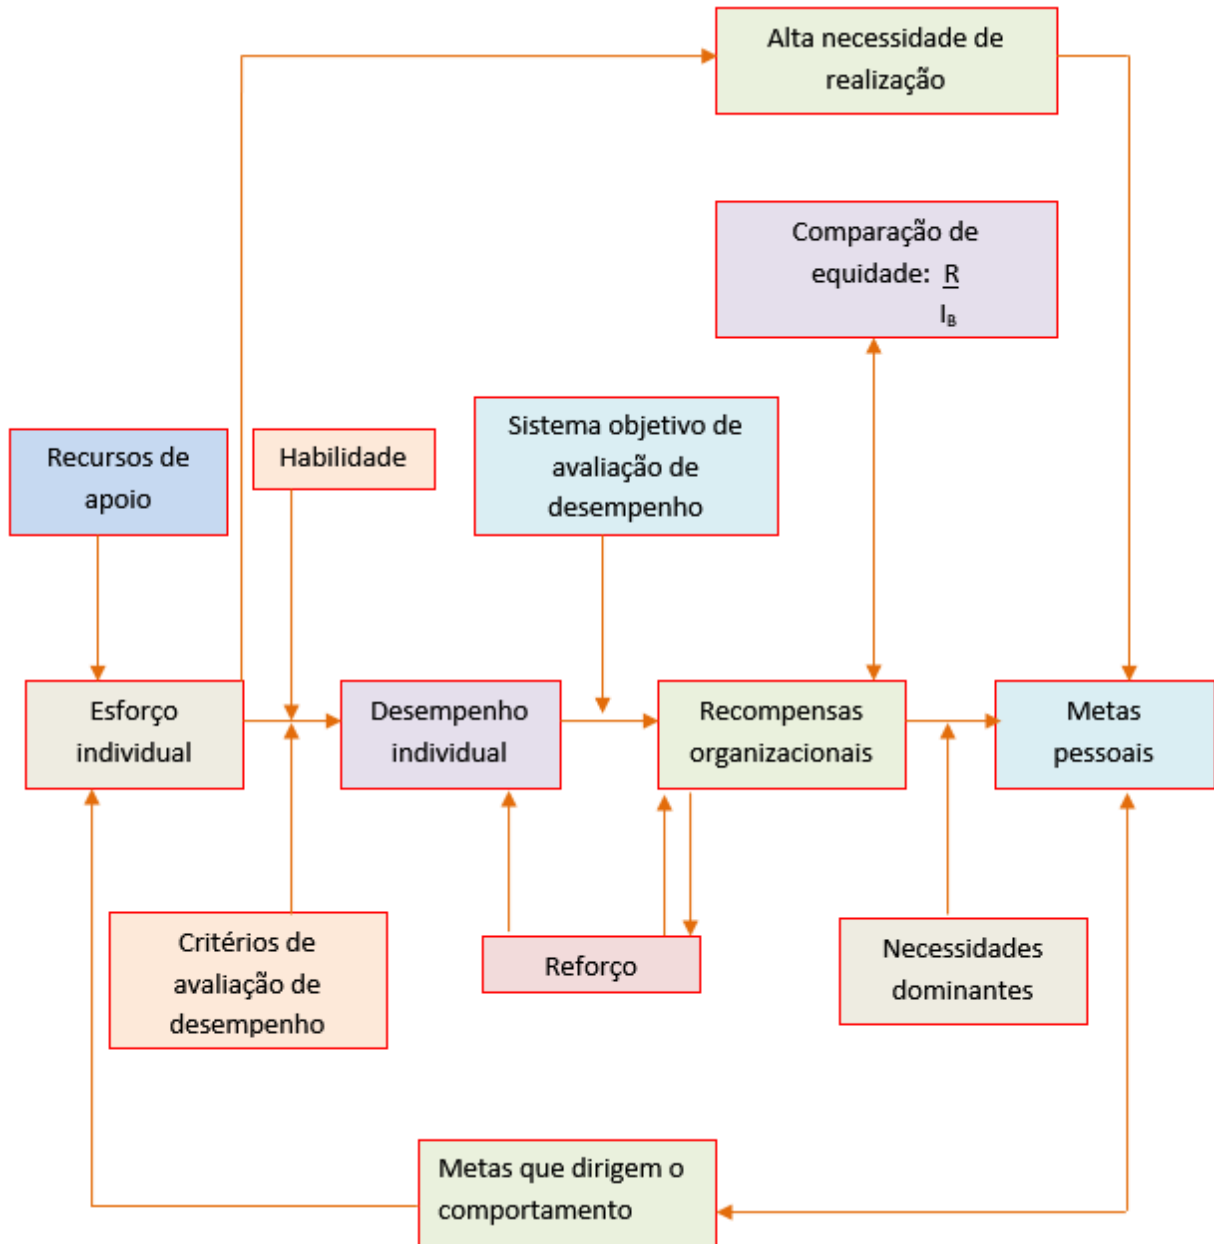 Alta necessidade de
realização
Comparação de
equidade: R
I_B
Sistema objetivo de
avaliação de
desempenho
Recursos de
apoio
Habilidade
Esforço
individual
Desempenho
individual
Recompensas
organizacionais
Metas
pessoais
Critérios de
avaliação de
desempenho
Reforço
Necessidades
dominantes
Metas que dirigem o
comportamento